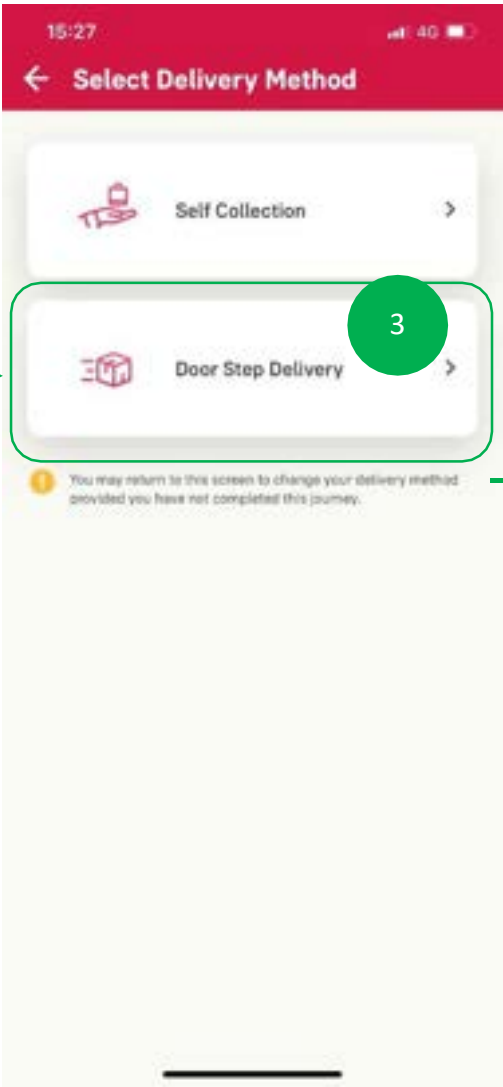 15:27
4G
Select Delivery Method
Self Collection
3
Door Step Delivery
You may return to this screen to change your delivery method
provided you have not completed this journey.